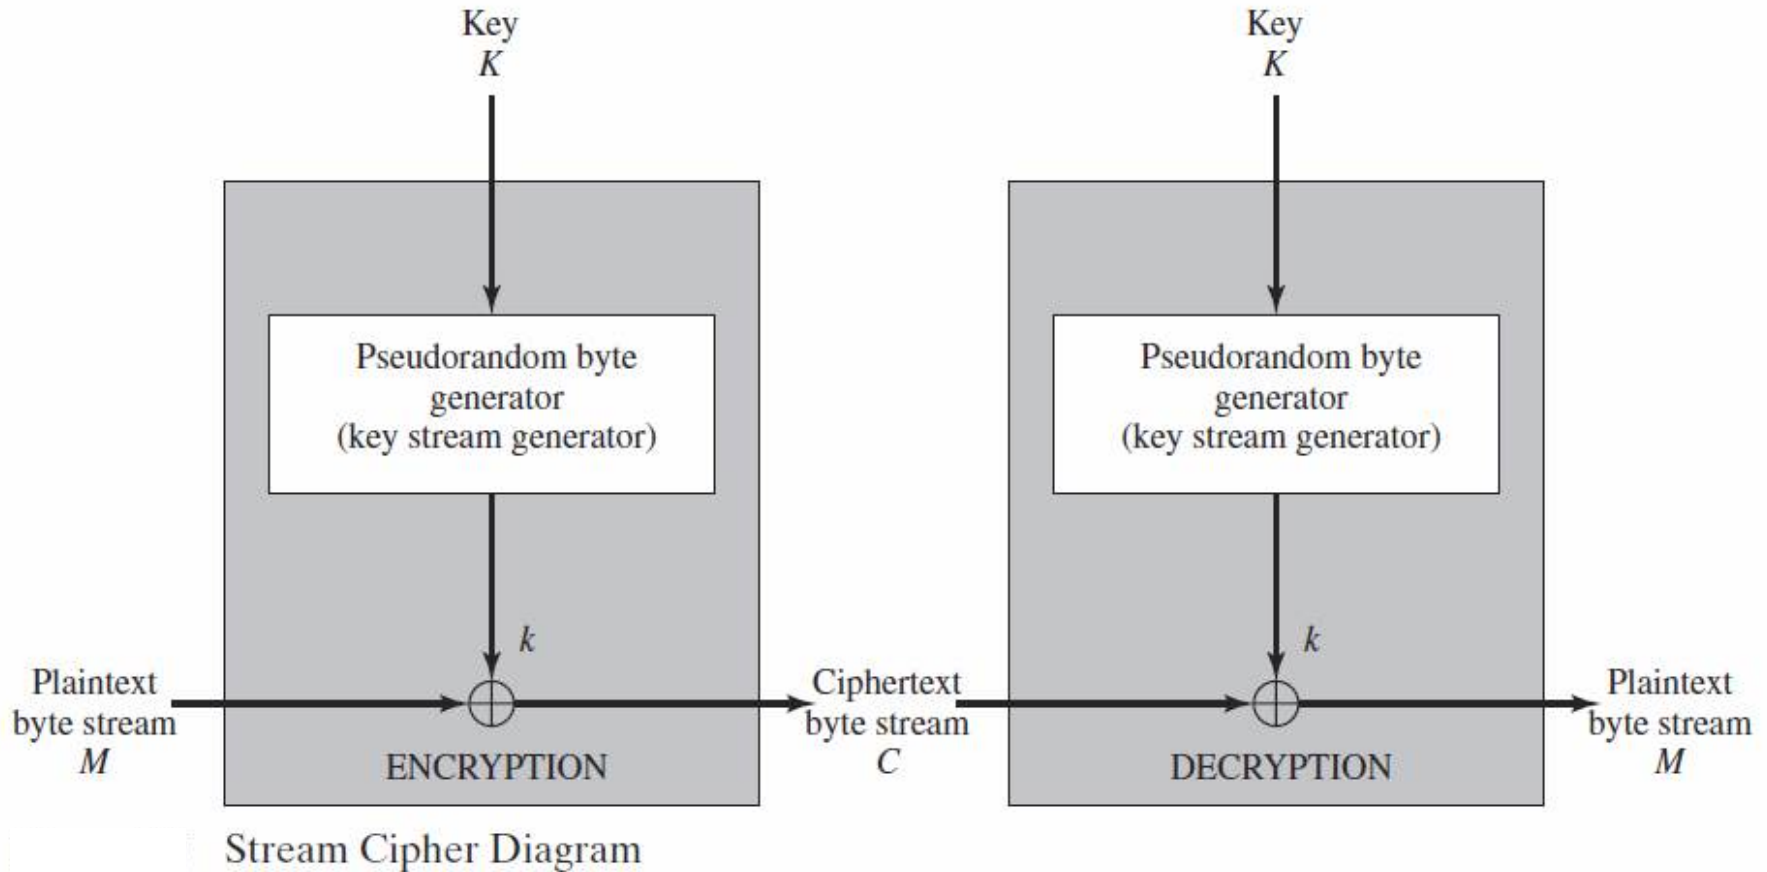 Key
K
Key
K
Pseudorandom byte
generator
(key stream generator)
Pseudorandom byte
generator
(key stream generator)
k
k
Plaintext
byte stream
M
Ciphertext
byte stream
C
Plaintext
byte stream
M
ENCRYPTION
DECRYPTION
Stream Cipher Diagram